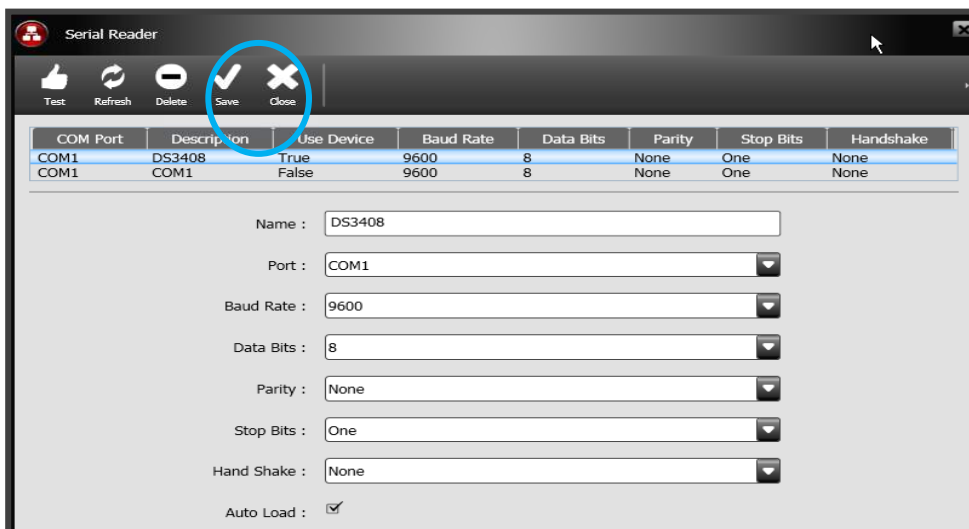 Serial Reader
Test Refresh Delete Save Close
COM Port Description Use Device Baud Rate Data Bits Parity Stop Bits Handshake
COM1 DS3408 True 9600 8 None One None
COM1 COM1 False 9600 8 None One None
Name : DS3408
Port : COM1
Baud Rate : 9600
Data Bits : 8
Parity : None
Stop Bits : One
Hand Shake : None
Auto Load :